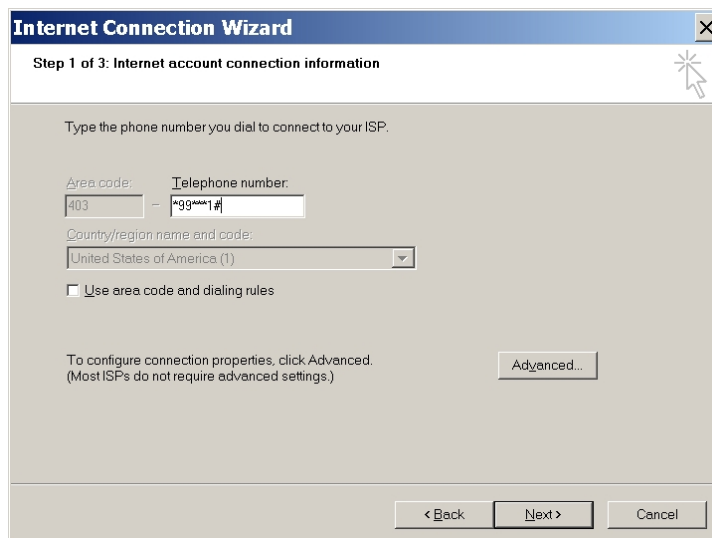 Internet Connection Wizard
Step 1 of 3: Internet account connection information
Type the phone number you dial to connect to your ISP.
Area code: Telephone number:
403 - *99***1#
Country/region name and code:
United States of America (1)
Use area code and dialing rules
To configure connection properties, click Advanced.
(Most ISPs do not require advanced settings.)
Advanced...
< Back Next > Cancel